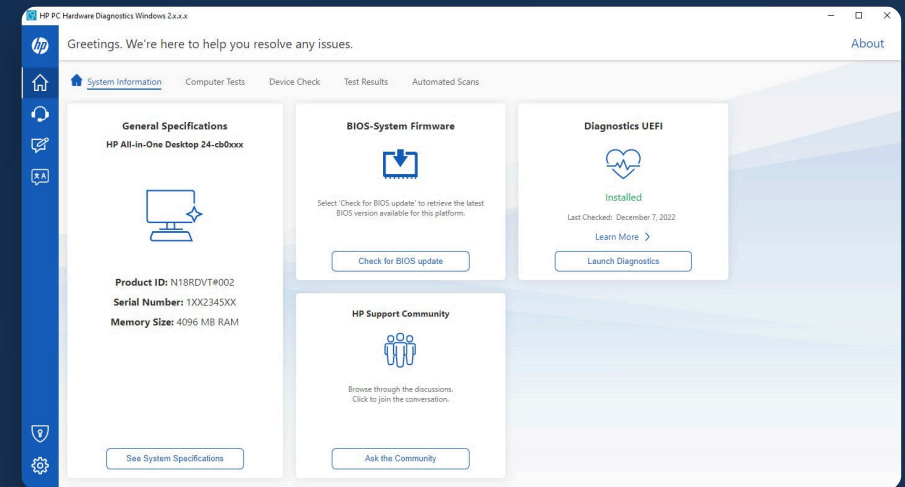 HP PC Hardware Diagnostics Windows 2.x.x.x
hp
Greetings. We're here to help you resolve any issues.
About
System Information
Computer Tests
Device Check
Test Results
Automated Scans
General Specifications
HP All-in-One Desktop 24-cb0xxx
Product ID: N18RDVT#002
Serial Number: 1XX2345XX
Memory Size: 4096 MB RAM
See System Specifications
BIOS-System Firmware
Select 'Check for BIOS update' to retrieve the latest
BIOS version available for this platform.
Check for BIOS update
HP Support Community
Browse through the discussions.
Click to join the conversation.
Ask the Community
Diagnostics UEFI
Installed
Last Checked: December 7, 2022
Learn More
Launch Diagnostics